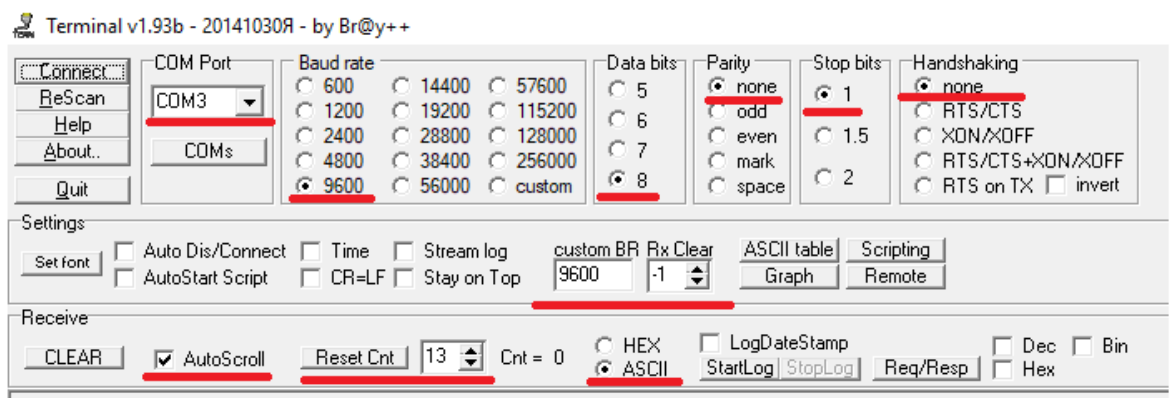 Terminal v1.93b - 20141030Я - by Br@y++
Connect
ReScan
Help
About..
Quit
COM Port
COM3
COMs
Baud rate
600 14400 57600
1200 19200 115200
2400 28800 128000
4800 38400 256000
9600 56000 custom
Data bits
5
6
7
8
Parity
none
odd
even
mark
space
Stop bits
1
1.5
2
Handshaking
none
RTS/CTS
XON/XOFF
RTS/CTS+XON/XOFF
RTS on TX invert
Settings
Set font
Auto Dis/Connect Time Stream log
AutoStart Script CR=LF Stay on Top
custom BR Rx Clear
9600 -1
ASCII table Scripting
Graph Remote
Receive
CLEAR AutoScroll Reset Cnt 13 Cnt = 0
HEX
ASCII
LogDateStamp
StartLog StopLog Req/Resp
Dec Bin
Hex